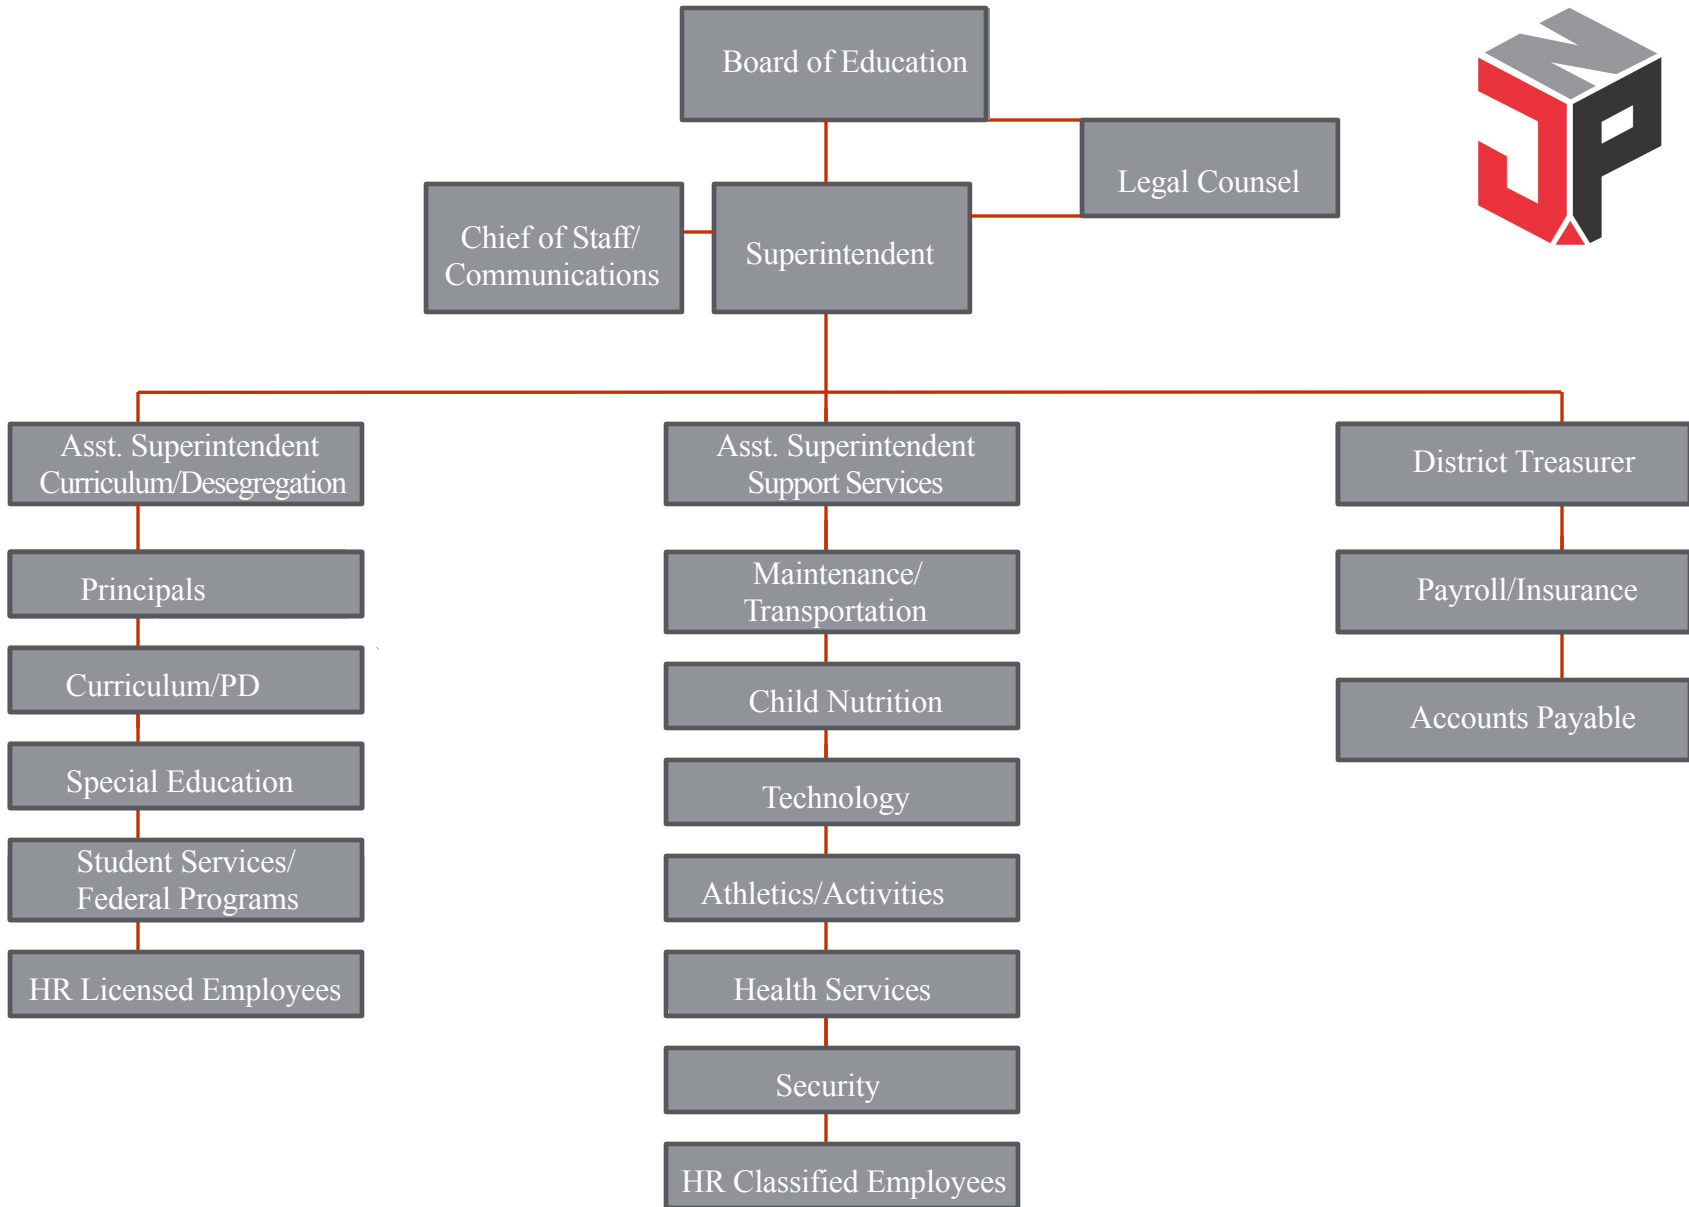 Board of Education
Legal Counsel
Chief of Staff/
Communications
Superintendent
Asst. Superintendent
Curriculum/Desegregation
Principals
Curriculum/PD
Special Education
Student Services/
Federal Programs
HR Licensed Employees
Asst. Superintendent
Support Services
Maintenance/
Transportation
Child Nutrition
Technology
Athletics/Activities
Health Services
Security
HR Classified Employees
District Treasurer
Payroll/Insurance
Accounts Payable
JNP